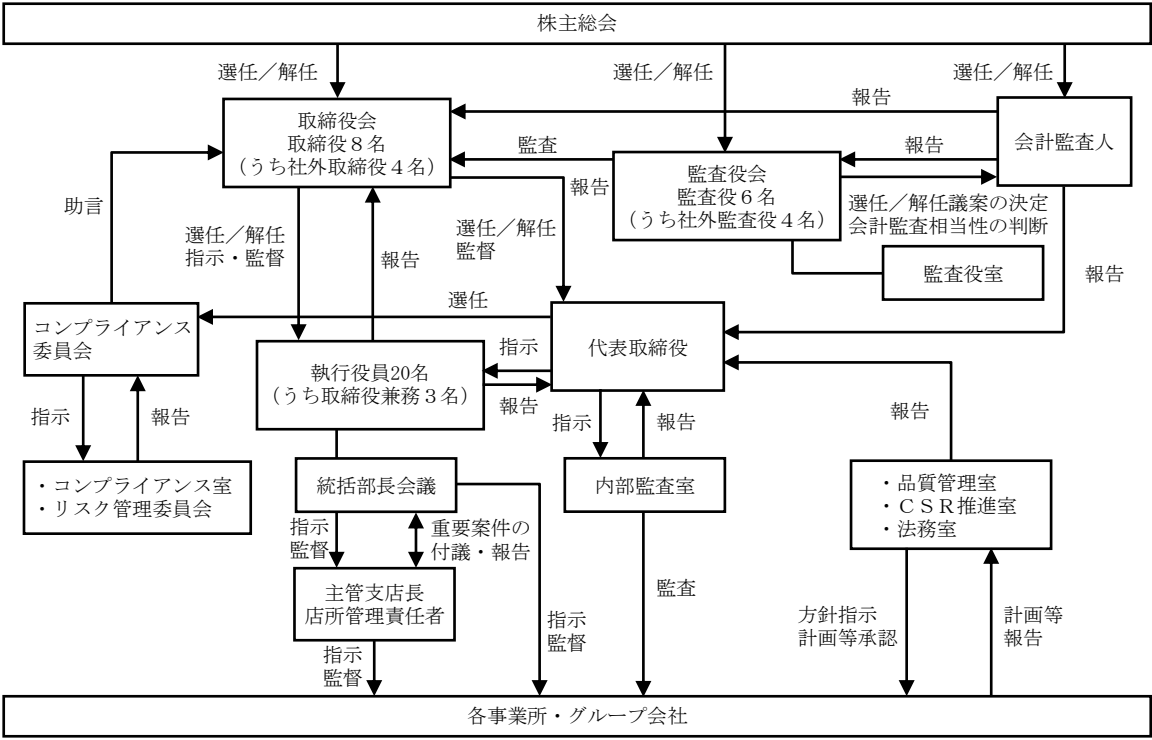 株主総会
選任／解任
選任／解任
選任／解任
報告
取締役会
取締役８名
（うち社外取締役４名）
会計監査人
監査
報告
監査役会
監査役６名
（うち社外監査役４名）
報告
助言
選任／解任議案の決定
会計監査相当性の判断
選任／解任
指示・監督
報告
選任／解任
監督
監査役室
報告
選任
コンプライアンス
委員会
代表取締役
指示
執行役員20名
（うち取締役兼務３名）
報告
指示
報告
指示
報告
報告
・コンプライアンス室
・リスク管理委員会
統括部長会議
内部監査室
・品質管理室
・ＣＳＲ推進室
・法務室
指示
監督
重要案件の
付議・報告
主管支店長
店所管理責任者
監査
指示
監督
方針指示
計画等承認
計画等
報告
指示
監督
各事業所・グループ会社